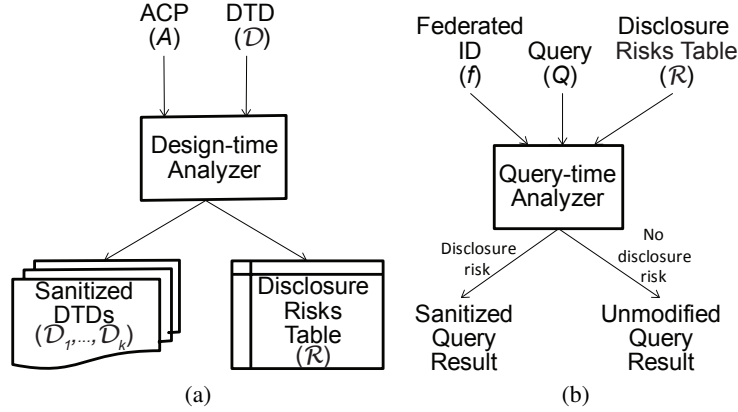 ACP
(A)
DTD
(𝒟)
Design-time
Analyzer
Sanitized
DTDs
(𝒟₁,...,𝒟ₖ)
Disclosure
Risks
Table
(ℛ)
(a)
Federated
ID
(f)
Query
(Q)
Disclosure
Risks Table
(ℛ)
Query-time
Analyzer
Disclosure
risk
No
disclosure
risk
Sanitized
Query
Result
Unmodified
Query
Result
(b)